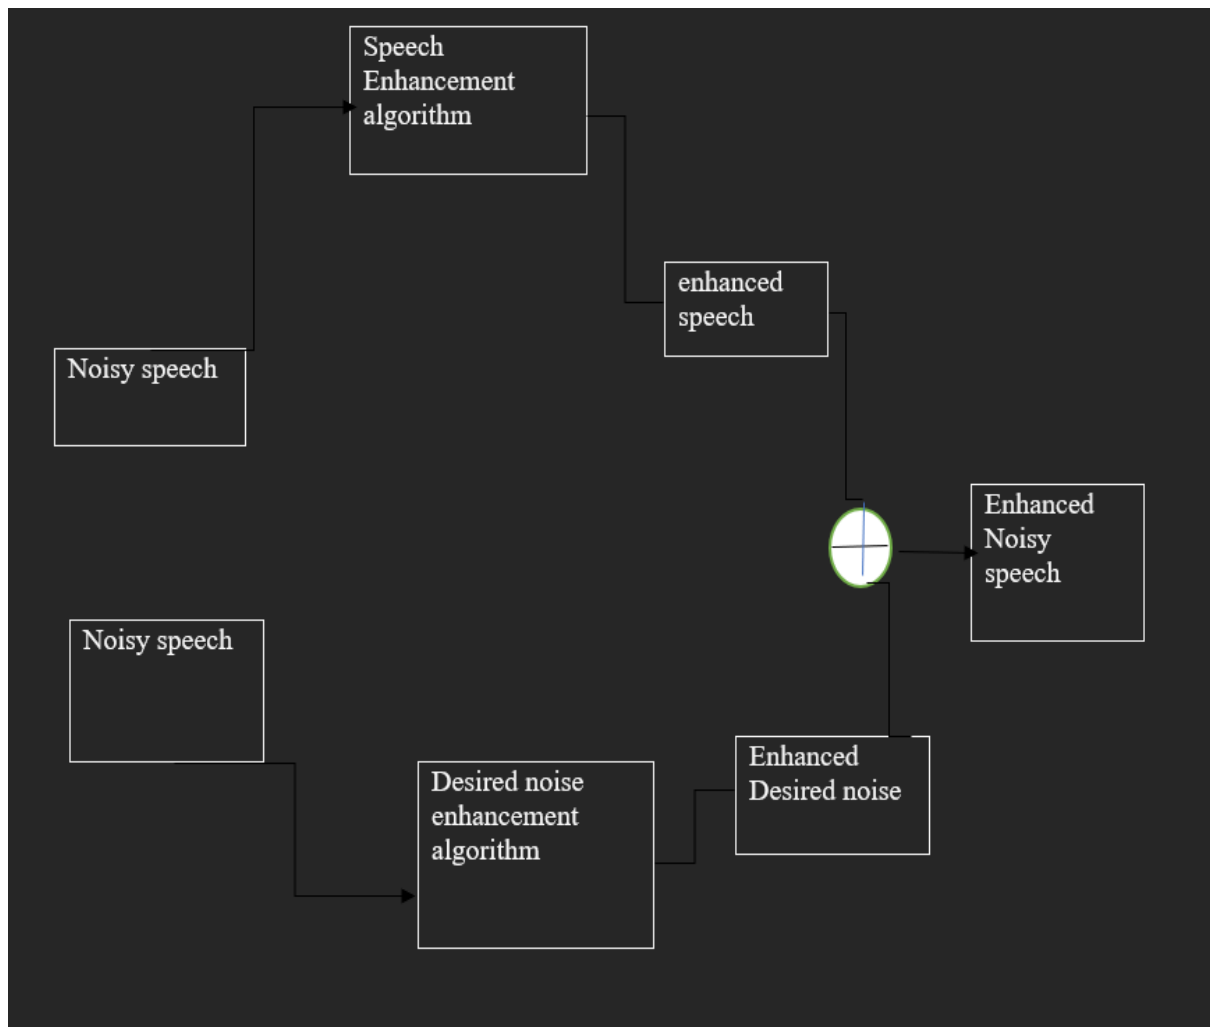 Speech
Enhancement
algorithm
enhanced
speech
Noisy speech
Enhanced
Noisy
speech
Noisy speech
Desired noise
enhancement
algorithm
Enhanced
Desired noise